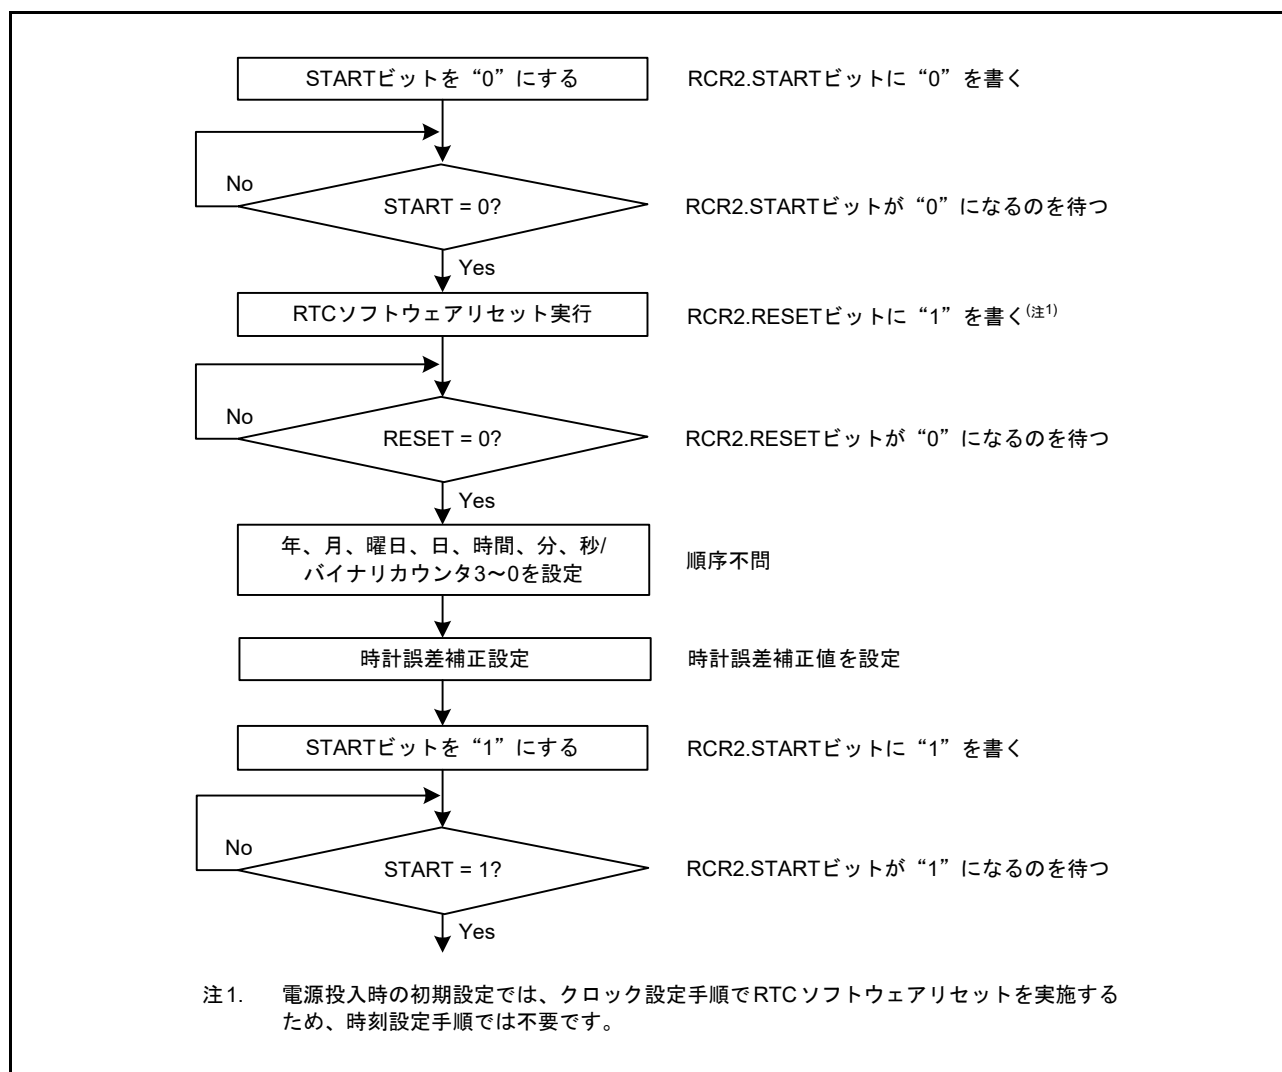 STARTビットを“0”にする
RCR2.STARTビットに“0”を書く
No
START = 0?
RCR2.STARTビットが“0”になるのを待つ
Yes
RTCソフトウェアリセット実行
RCR2.RESETビットに“1”を書く(注1)
No
RESET = 0?
RCR2.RESETビットが“0”になるのを待つ
Yes
年、月、曜日、日、時間、分、秒/
バイナリカウンタ3～0を設定
順序不問
時計誤差補正設定
時計誤差補正値を設定
STARTビットを“1”にする
RCR2.STARTビットに“1”を書く
No
START = 1?
RCR2.STARTビットが“1”になるのを待つ
Yes
注1. 電源投入時の初期設定では、クロック設定手順でRTCソフトウェアリセットを実施する
ため、時刻設定手順では不要です。